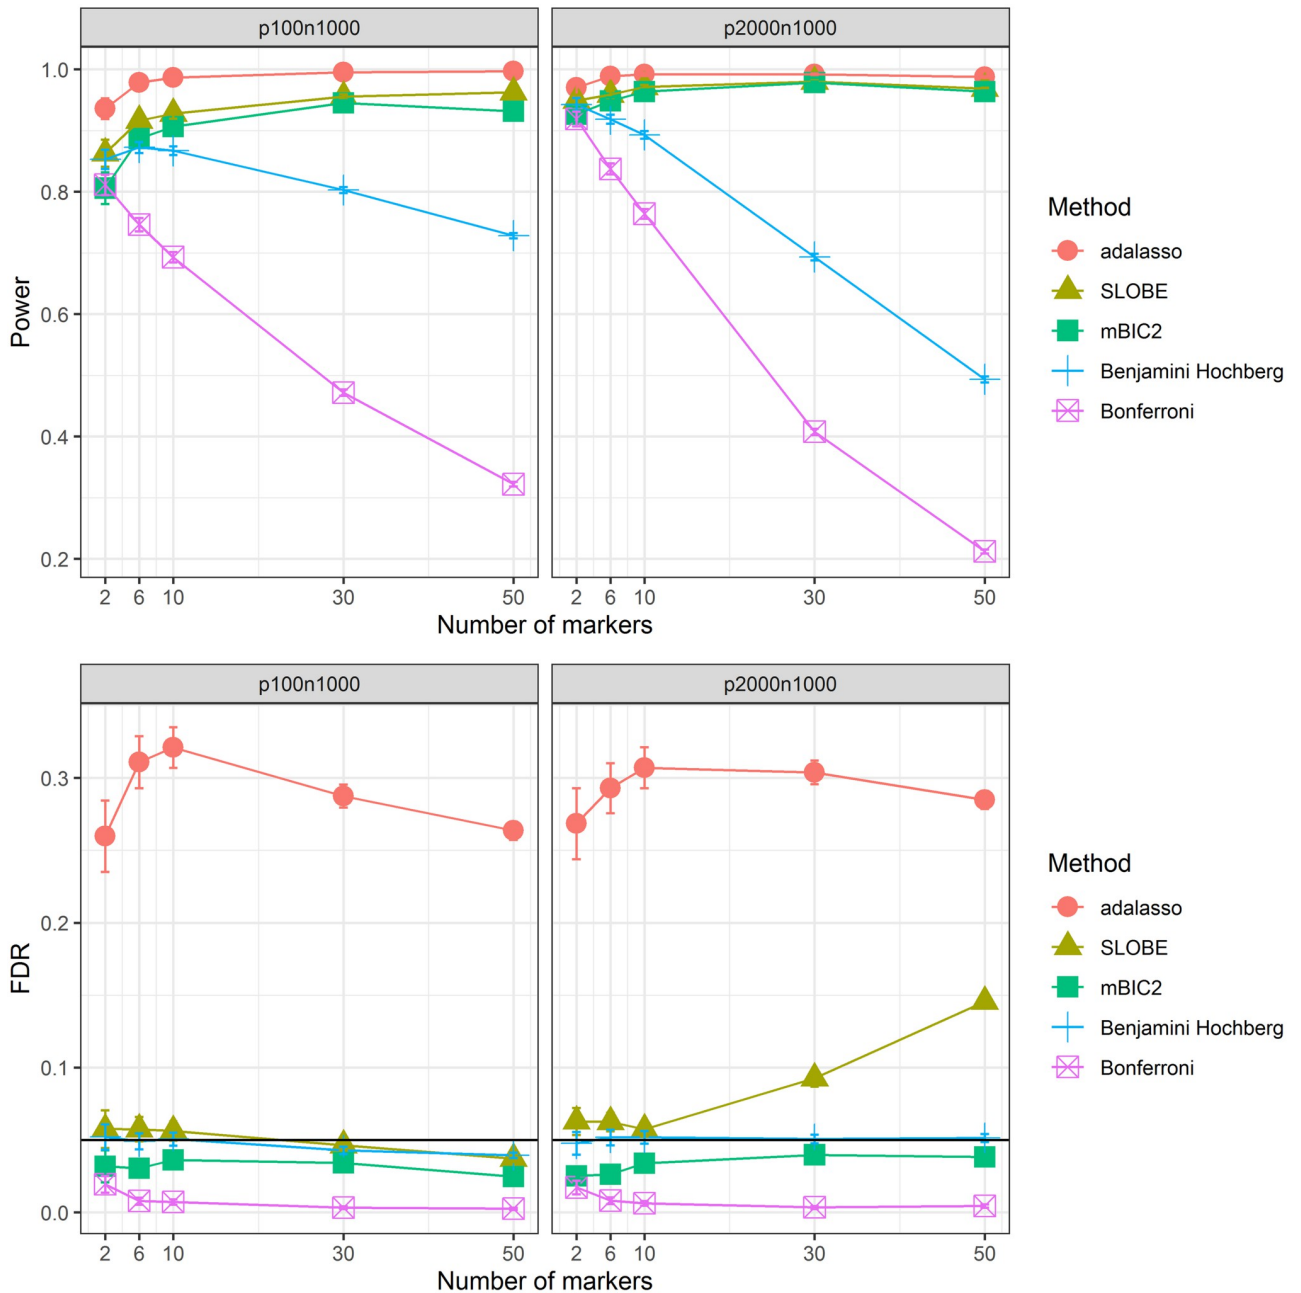 p100n1000 p2000n1000
1.0
0.8
0.6
0.4
0.2
Power
2 6 10 30 50 2 6 10 30 50
Number of markers
Method
adalasso
SLOBE
mBIC2
Benjamini Hochberg
Bonferroni
p100n1000 p2000n1000
0.3
0.2
0.1
0.0
FDR
2 6 10 30 50 2 6 10 30 50
Number of markers
Method
adalasso
SLOBE
mBIC2
Benjamini Hochberg
Bonferroni